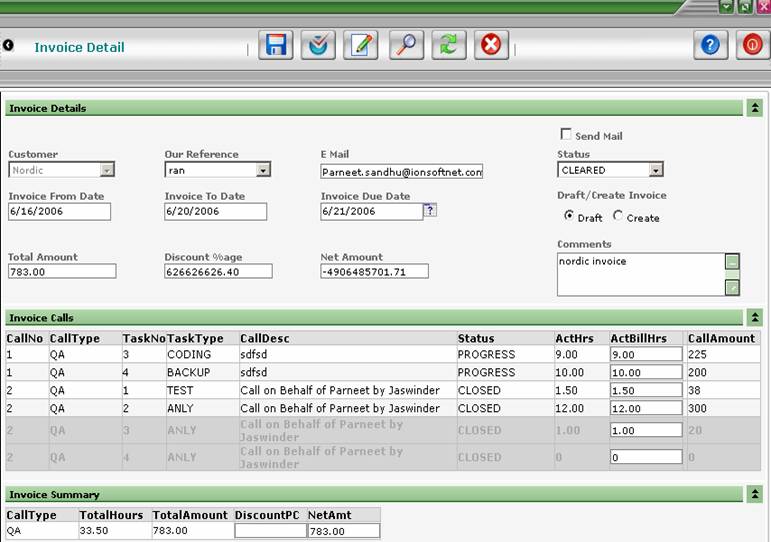 Invoice Detail
Invoice Details
Send Mail
Customer Our Reference E Mail Status
Nordic ran Parneet.sandhu@ionsoftnet.com CLEARED
Invoice From Date Invoice To Date Invoice Due Date Draft/Create Invoice
6/16/2006 6/20/2006 6/21/2006 ? Draft Create
Total Amount Discount %age Net Amount Comments
783.00 626626626.40 -4906485701.71 nordic invoice
Invoice Calls
CallNo CallType TaskNo TaskType CallDesc Status ActHrs ActBillHrs CallAmount
1 QA 3 CODING sdfsd PROGRESS 9.00 9.00 225
1 QA 4 BACKUP sdfsd PROGRESS 10.00 10.00 200
2 QA 1 TEST Call on Behalf of Parneet by Jaswinder CLOSED 1.50 1.50 38
2 QA 2 ANLY Call on Behalf of Parneet by Jaswinder CLOSED 12.00 12.00 300
2 QA 3 ANLY Call on Behalf of Parneet by Jaswinder CLOSED 1.00 1.00 20
2 QA 4 ANLY Call on Behalf of Parneet by Jaswinder CLOSED 0 0 0
Invoice Summary
CallType TotalHours TotalAmount DiscountPC NetAmt
QA 33.50 783.00 783.00